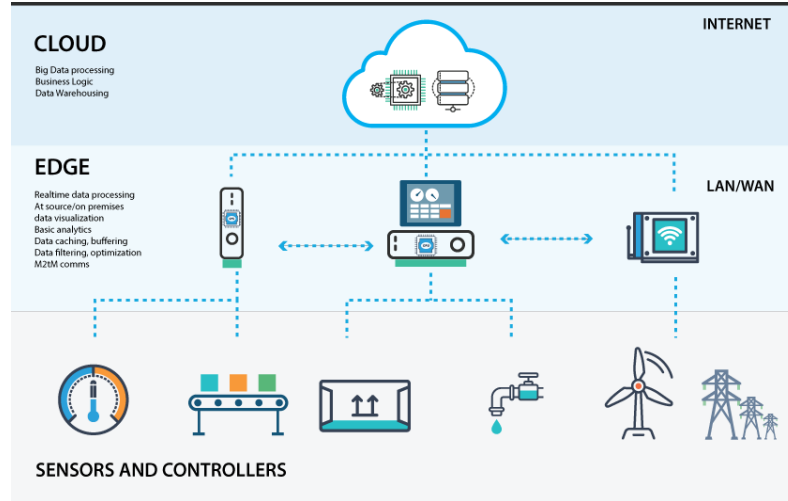 CLOUD
INTERNET
Big Data processing
Business Logic
Data Warehousing
EDGE
LAN/WAN
Realtime data processing
At source/on premises
data visualization
Basic analytics
Data caching, buffering
Data filtering, optimization
M2tM comms
SENSORS AND CONTROLLERS